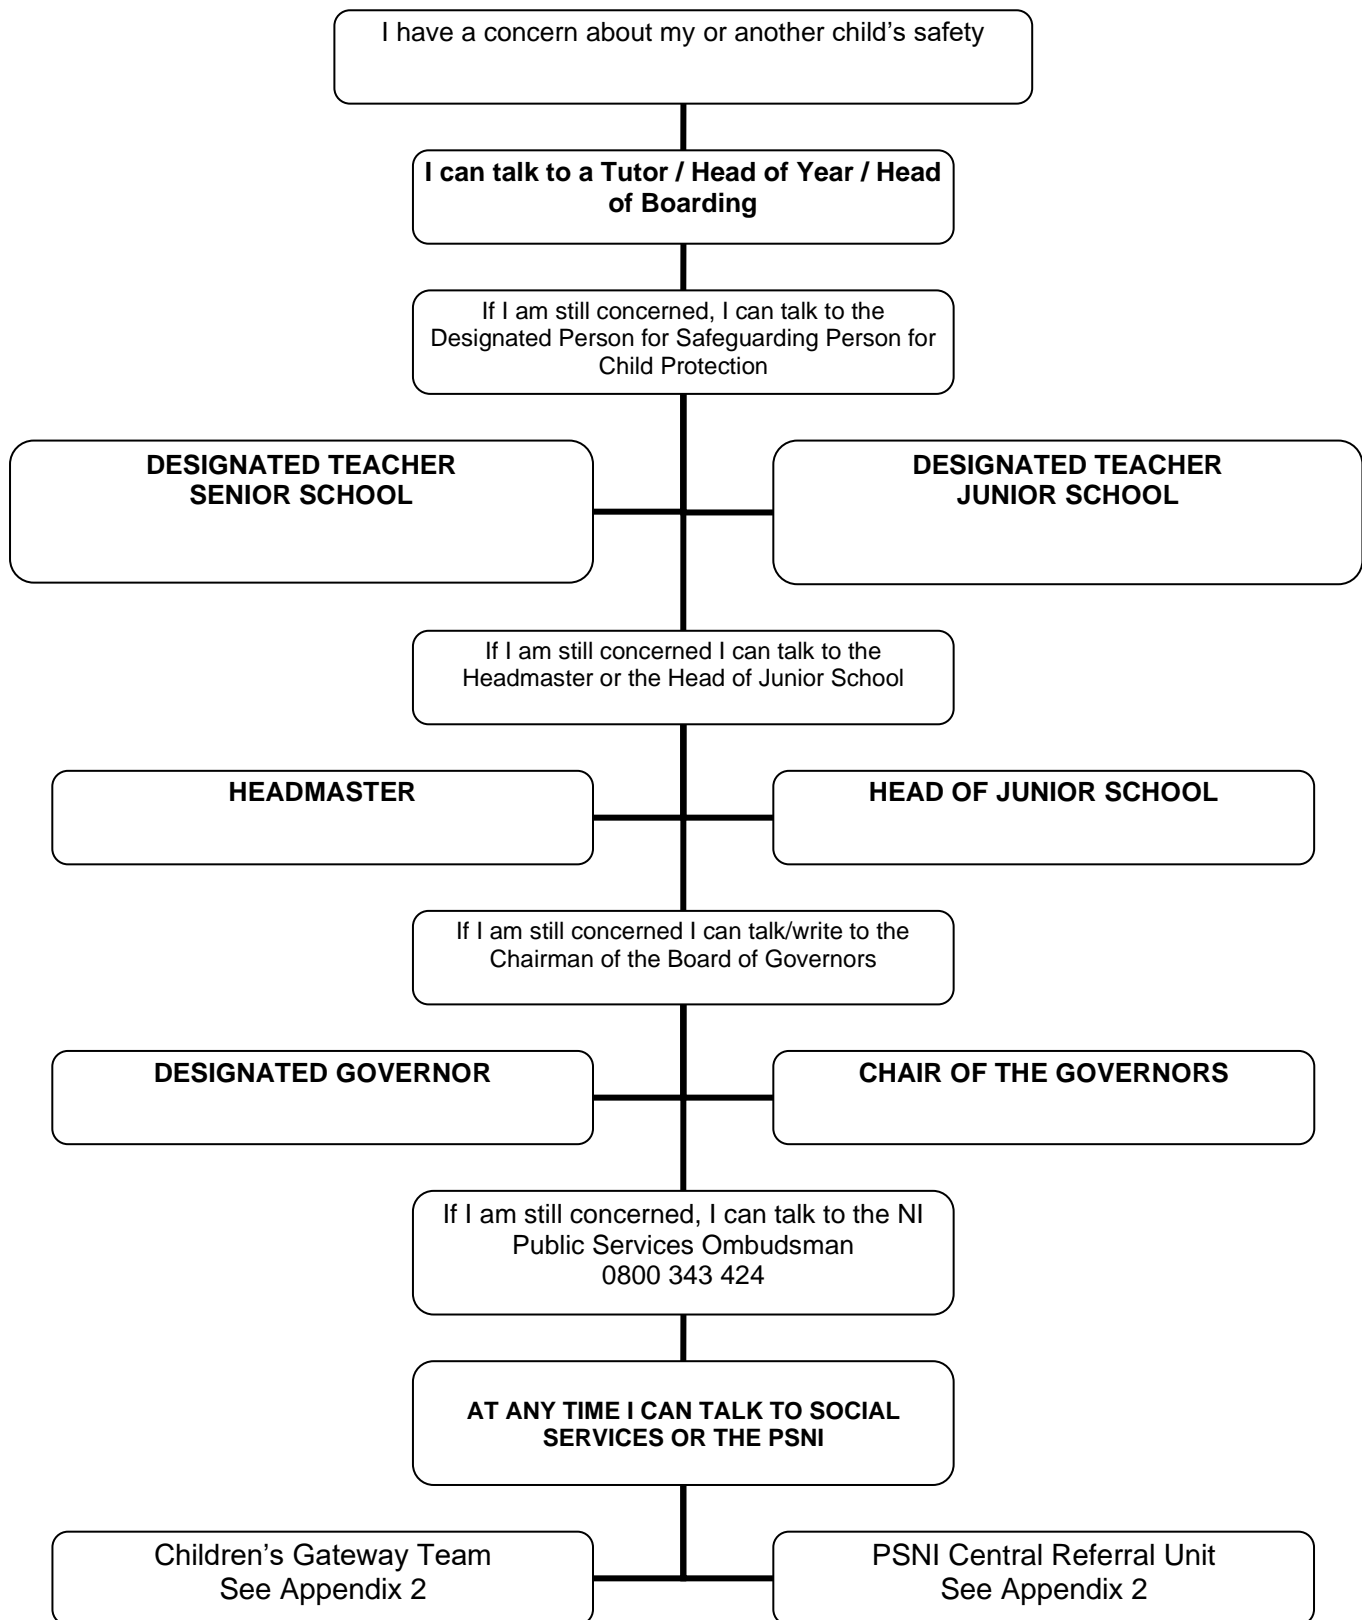 I have a concern about my or another child’s safety
I can talk to a Tutor / Head of Year / Head
of Boarding
If I am still concerned, I can talk to the
Designated Person for Safeguarding Person for
Child Protection
DESIGNATED TEACHER
SENIOR SCHOOL
DESIGNATED TEACHER
JUNIOR SCHOOL
If I am still concerned I can talk to the
Headmaster or the Head of Junior School
HEADMASTER
HEAD OF JUNIOR SCHOOL
If I am still concerned I can talk/write to the
Chairman of the Board of Governors
DESIGNATED GOVERNOR
CHAIR OF THE GOVERNORS
If I am still concerned, I can talk to the NI
Public Services Ombudsman
0800 343 424
AT ANY TIME I CAN TALK TO SOCIAL
SERVICES OR THE PSNI
Children’s Gateway Team
See Appendix 2
PSNI Central Referral Unit
See Appendix 2